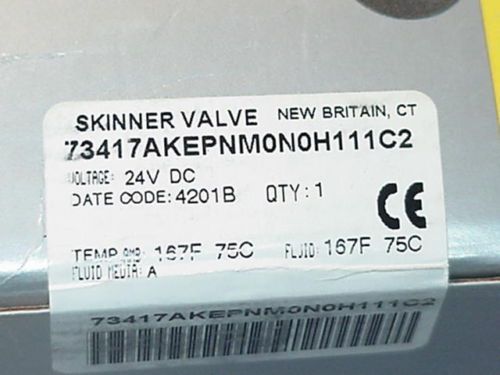 SKINNER VALVE NEW BRITAIN, CT
73417AKEPNM0N0H111C2
VOLTAGE: 24V DC
DATE CODE: 4201B QTY: 1
CE
TEMP AMB 167F 75C FLUID: 167F 75C
FLUID MEDIA: A
73417AKEPNM0N0H111C2